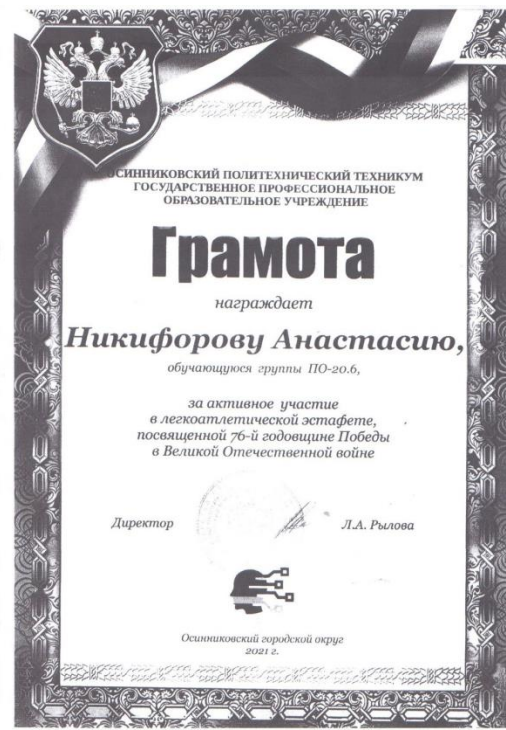 ОСИННИКОВСКИЙ ПОЛИТЕХНИЧЕСКИЙ ТЕХНИКУМ
ГОСУДАРСТВЕННОЕ ПРОФЕССИОНАЛЬНОЕ
ОБРАЗОВАТЕЛЬНОЕ УЧРЕЖДЕНИЕ
Грамота
награждает
Никифорову Анастасию,
обучающуюся группы ПО-20.6,
за активное участие
в легкоатлетической эстафете,
посвященной 76-й годовщине Победы
в Великой Отечественной войне
Директор Л.А. Рылова
Осинниковский городской округ
2021 г.